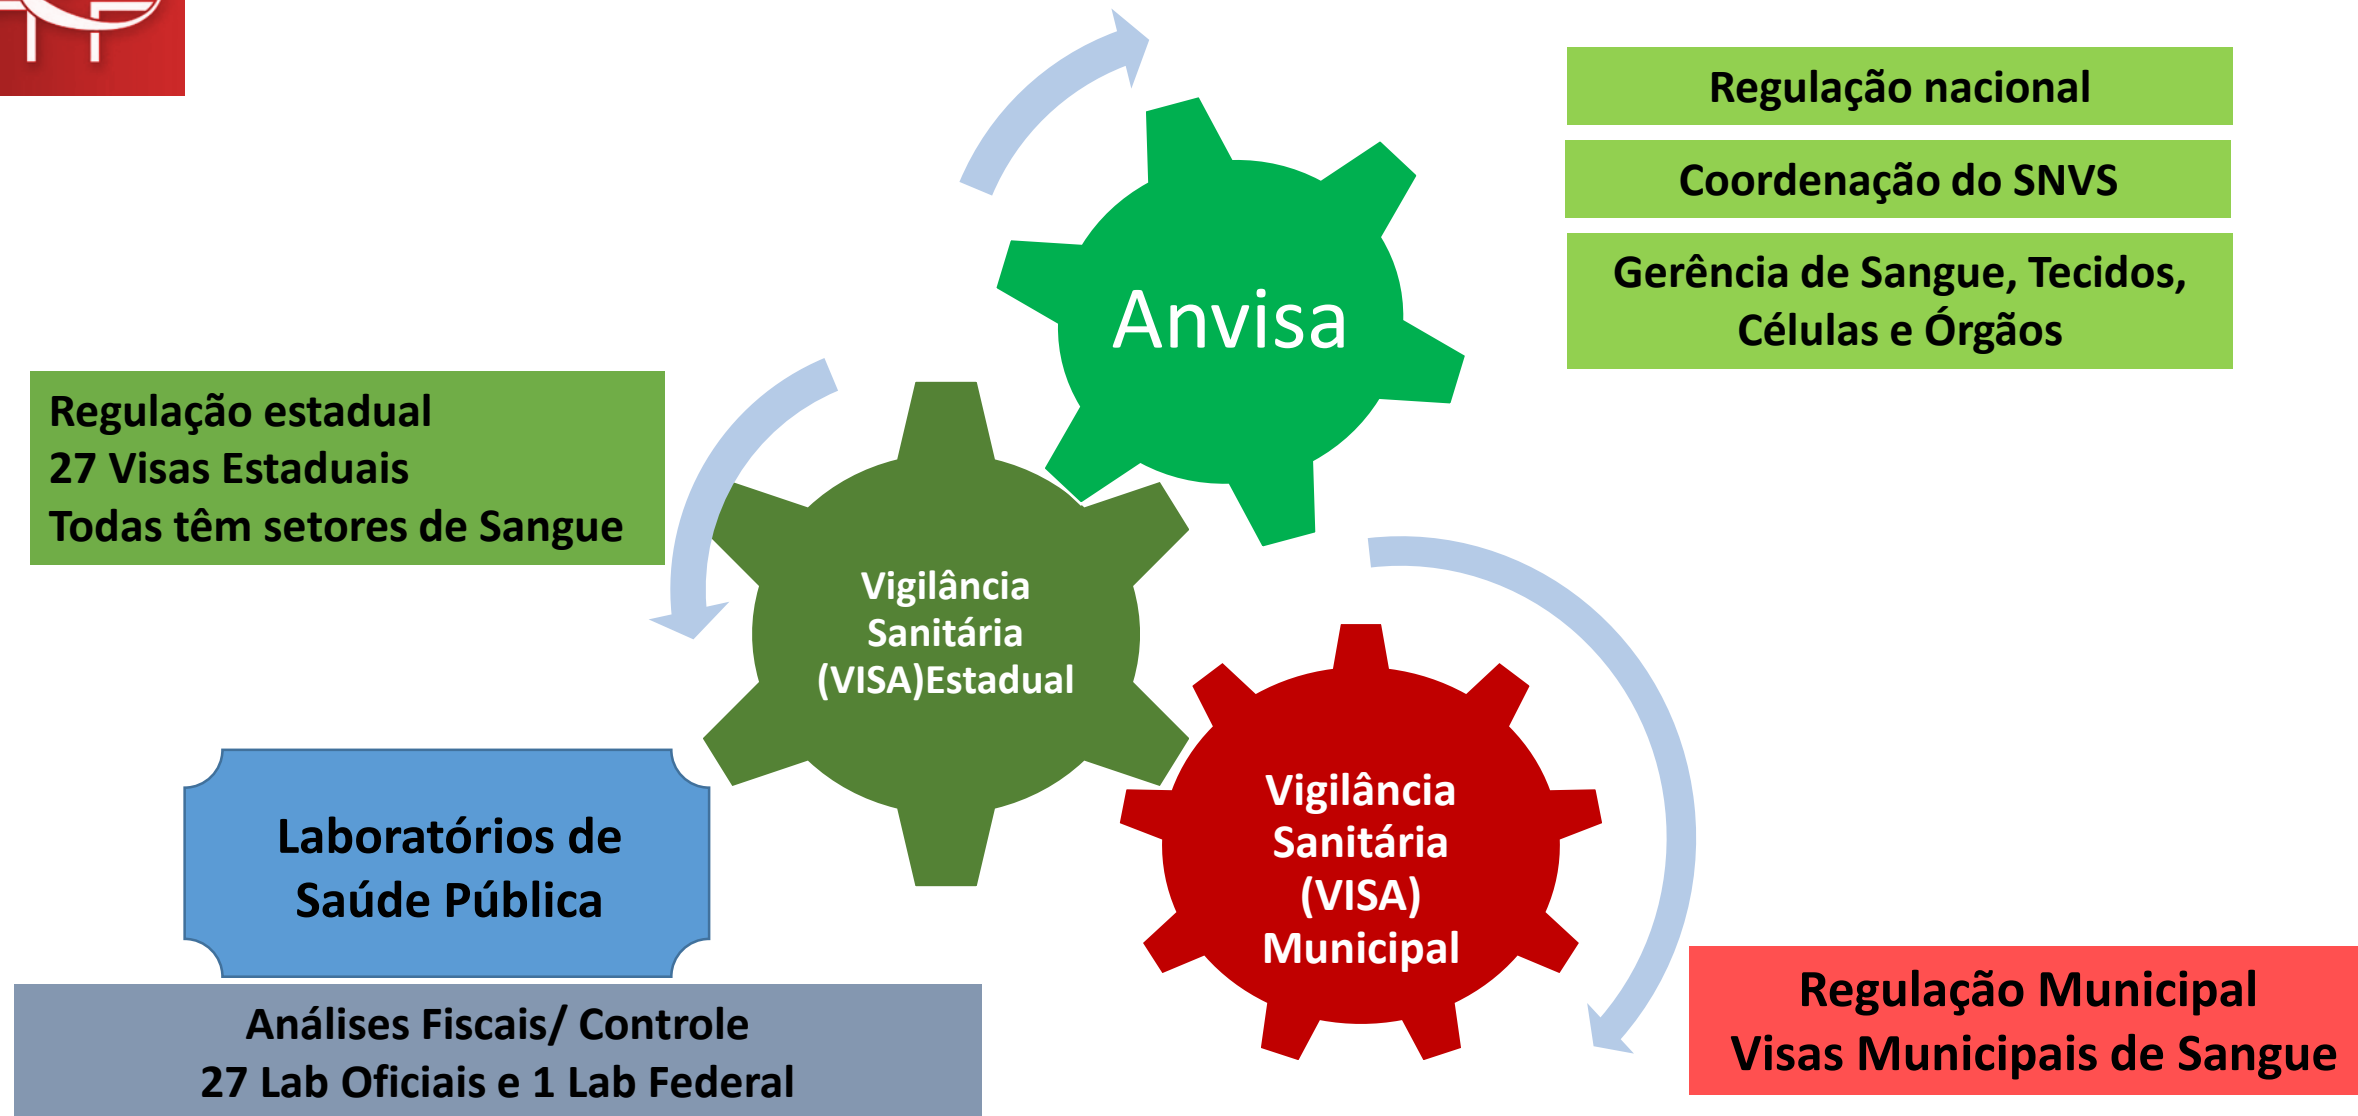 Regulação nacional
Coordenação do SNVS
Gerência de Sangue, Tecidos,
Células e Órgãos
Anvisa
Regulação estadual
27 Visas Estaduais
Todas têm setores de Sangue
Vigilância
Sanitária
(VISA)Estadual
Vigilância
Sanitária
(VISA)
Municipal
Laboratórios de
Saúde Pública
Análises Fiscais/ Controle
27 Lab Oficiais e 1 Lab Federal
Regulação Municipal
Visas Municipais de Sangue